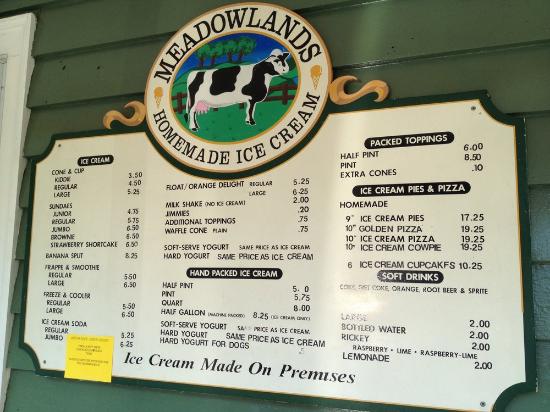 MEADOWLANDS
HOMEMADE ICE CREAM
ICE CREAM
CONE & CUP
KIDDIE 3.50
REGULAR 4.50
LARGE 5.25
SUNDAES
JUNIOR 4.75
REGULAR 5.75
JUMBO 6.50
BROWNIE 6.50
STRAWBERRY SHORTCAKE 6.50
BANANA SPLIT 8.25
FRAPPE & SMOOTHIE
REGULAR 5.50
LARGE 6.50
FREEZE & COOLER
REGULAR 5.50
LARGE 6.50
ICE CREAM SODA
REGULAR
JUMBO 6.25
FLOAT/ORANGE DELIGHT REGULAR 5.25
LARGE 6.25
MILK SHAKE (NO ICE CREAM) 2.00
JIMMIES .20
ADDITIONAL TOPPINGS .75
WAFFLE CONE PLAIN .75
SOFT-SERVE YOGURT SAME PRICE AS ICE CREAM
HARD YOGURT SAME PRICE AS ICE CREAM
HAND PACKED ICE CREAM
HALF PINT 5.0
PINT 5.75
QUART 8.00
HALF GALLON (MACHINE PACKED) 8.25 (ICE CREAM ONLY)
SOFT-SERVE YOGURT SAME PRICE AS ICE CREAM
HARD YOGURT SAME PRICE AS ICE CREAM
HARD YOGURT FOR DOGS
PACKED TOPPINGS
HALF PINT 6.00
PINT 8.50
EXTRA CONES .10
ICE CREAM PIES & PIZZA
HOMEMADE
9" ICE CREAM PIES 17.25
10" GOLDEN PIZZA 19.25
10" ICE CREAM PIZZA 19.25
10" ICE CREAM COWPIE 19.25
6 ICE CREAM CUPCAKES 10.25
SOFT DRINKS
COKE, DIET COKE, ORANGE, ROOT BEER & SPRITE
LARGE 2.00
BOTTLED WATER 2.00
RICKEY 2.00
RASPBERRY - LIME - RASPBERRY-LIME
LEMONADE 2.00
Ice Cream Made On Premises